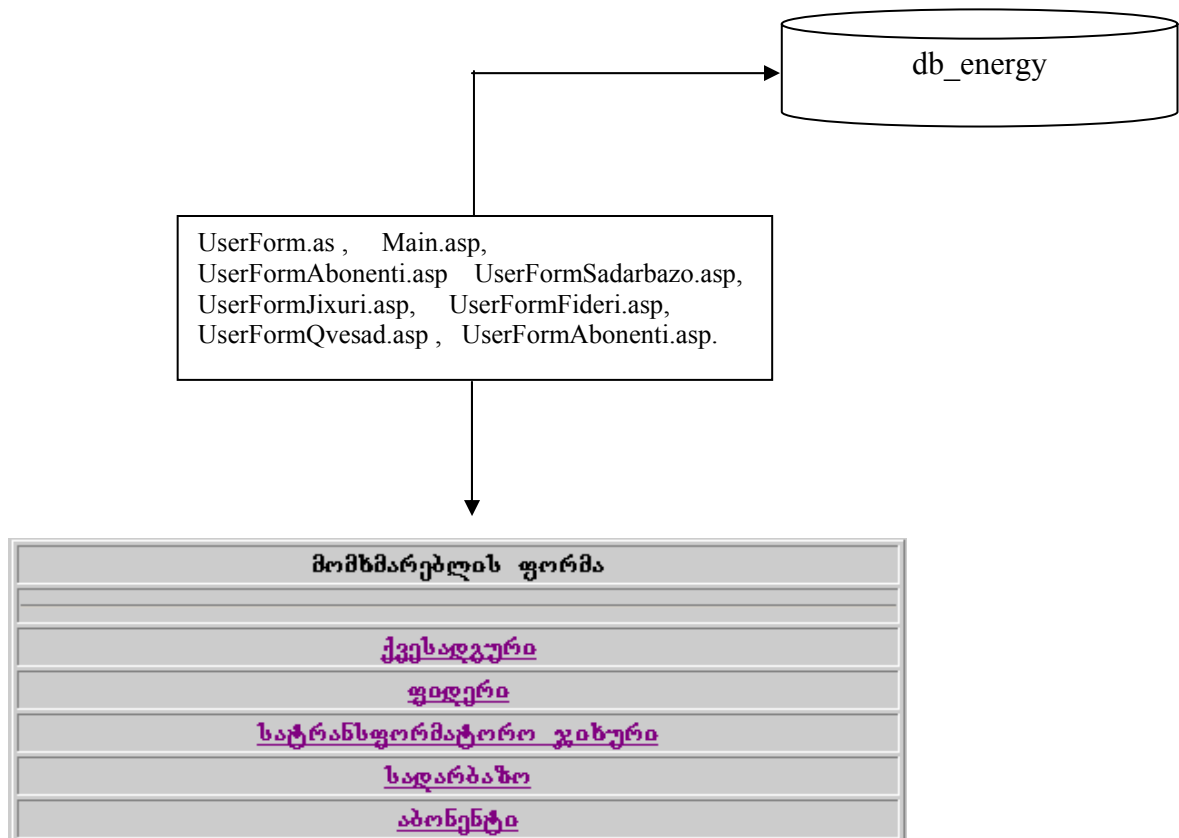 db_energy
UserForm.as , Main.asp,
UserFormAbonenti.asp UserFormSadarbazo.asp,
UserFormJixuri.asp, UserFormFideri.asp,
UserFormQvesad.asp , UserFormAbonenti.asp.
მომხმარებლის ფორმა
ქვესადგური
ფიდერი
სატრანსფორმატორო ჯიხური
სადარბაზო
აბონენტი